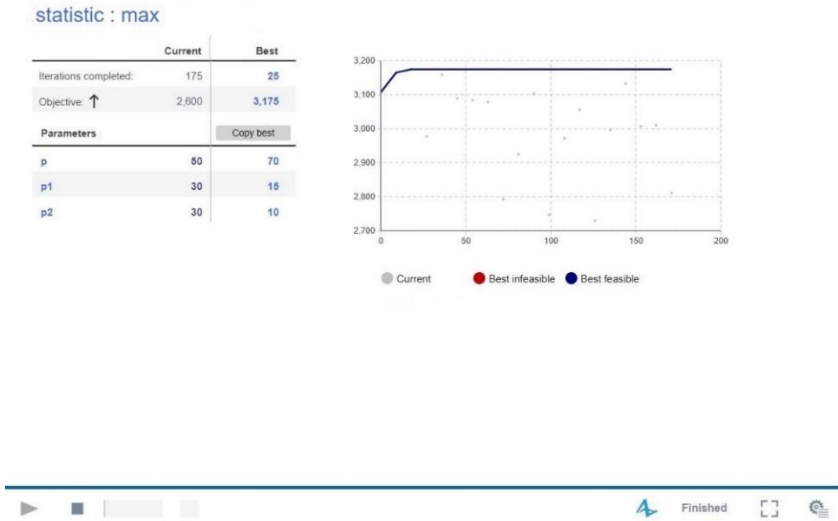 statistic : max
Current Best
Iterations completed: 175 25
Objective: ↑ 2,600 3,175
Parameters Copy best
p 50 70
p1 30 15
p2 30 10
3,200
3,100
3,000
2,900
2,800
2,700
0 50 100 150 200
Current Best infeasible Best feasible
Finished